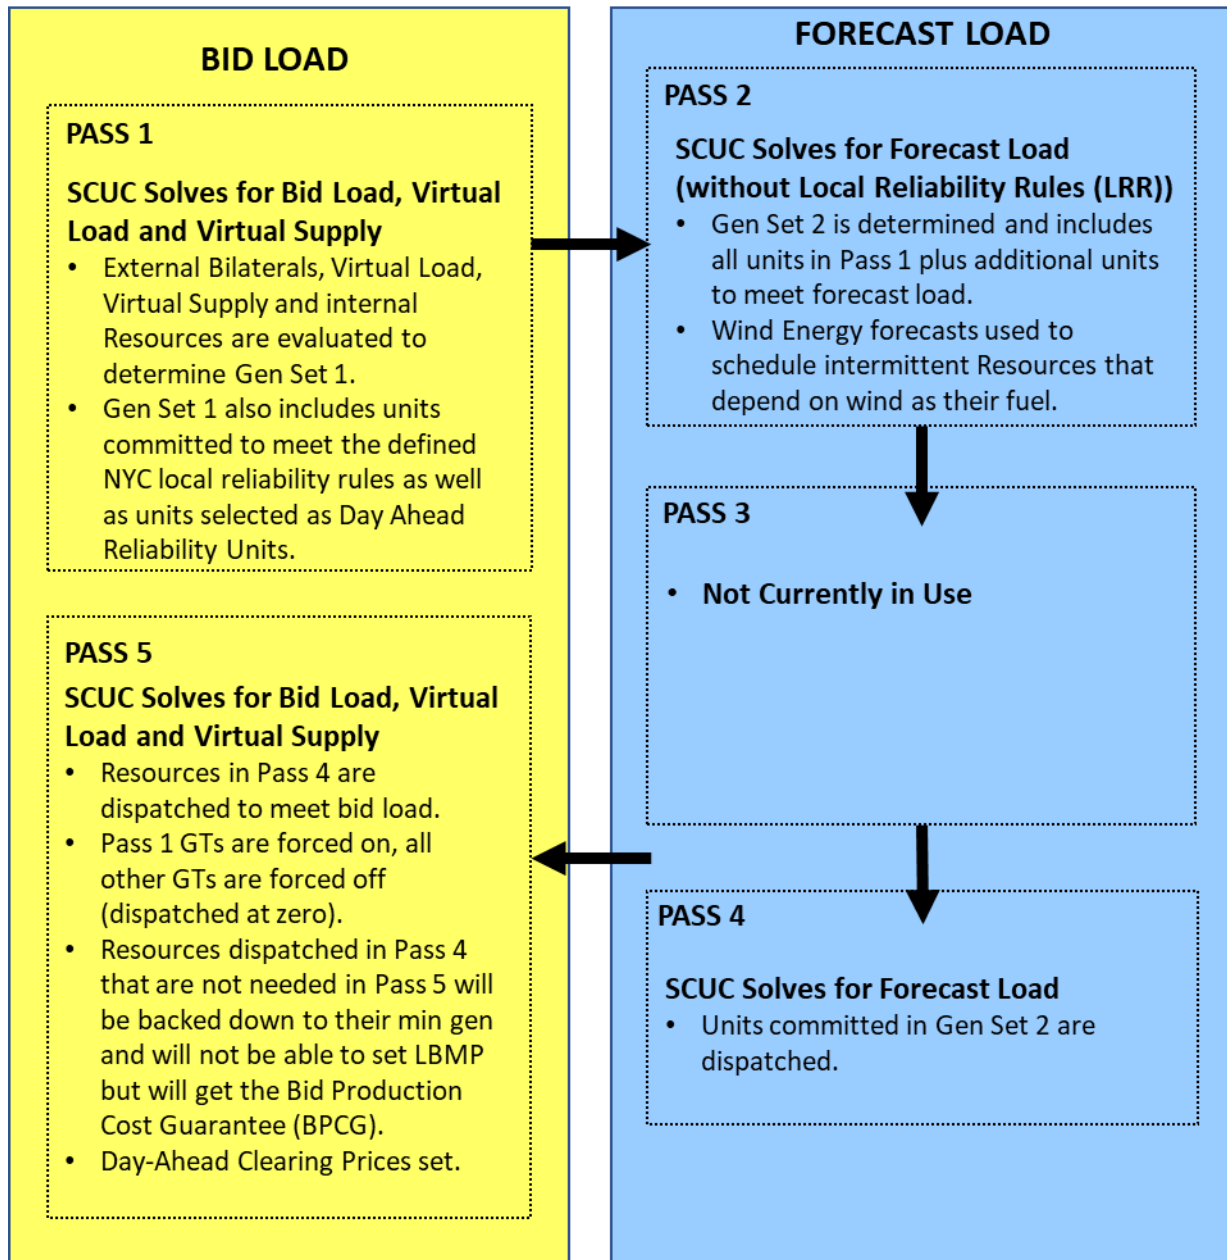 BID LOAD
PASS 1
SCUC Solves for Bid Load, Virtual
Load and Virtual Supply
• External Bilaterals, Virtual Load,
Virtual Supply and internal
Resources are evaluated to
determine Gen Set 1.
• Gen Set 1 also includes units
committed to meet the defined
NYC local reliability rules as well
as units selected as Day Ahead
Reliability Units.
FORECAST LOAD
PASS 2
SCUC Solves for Forecast Load
(without Local Reliability Rules (LRR))
• Gen Set 2 is determined and includes
all units in Pass 1 plus additional units
to meet forecast load.
• Wind Energy forecasts used to
schedule intermittent Resources that
depend on wind as their fuel.
PASS 3
• Not Currently in Use
PASS 4
SCUC Solves for Forecast Load
• Units committed in Gen Set 2 are
dispatched.
PASS 5
SCUC Solves for Bid Load, Virtual
Load and Virtual Supply
• Resources in Pass 4 are
dispatched to meet bid load.
• Pass 1 GTs are forced on, all
other GTs are forced off
(dispatched at zero).
• Resources dispatched in Pass 4
that are not needed in Pass 5 will
be backed down to their min gen
and will not be able to set LBMP
but will get the Bid Production
Cost Guarantee (BPCG).
• Day-Ahead Clearing Prices set.